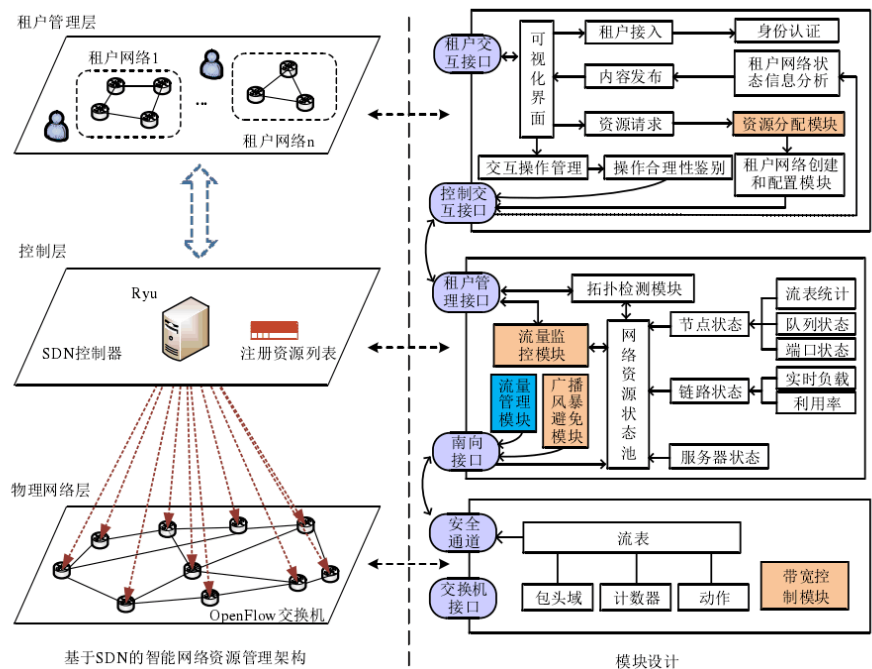 租户管理层
租户网络1
...
租户网络n
控制层
Ryu
SDN控制器
注册资源列表
物理网络层
OpenFlow交换机
基于SDN的智能网络资源管理架构
租户交
互接口
可
视
化
界
面
租户接入
身份认证
内容发布
租户网络状
态信息分析
资源请求
资源分配模块
交互操作管理
操作合理性鉴别
租户网络创建
和配置模块
控制交
互接口
租户管
理接口
拓扑检测模块
流量监
控模块
网
络
资
源
状
态
池
节点状态
流表统计
队列状态
端口状态
流量
管理
模块
广播
风暴
避免
模块
链路状态
实时负载
利用率
南向
接口
服务器状态
安全
通道
流表
交换机
接口
包头域
计数器
动作
带宽控
制模块
模块设计